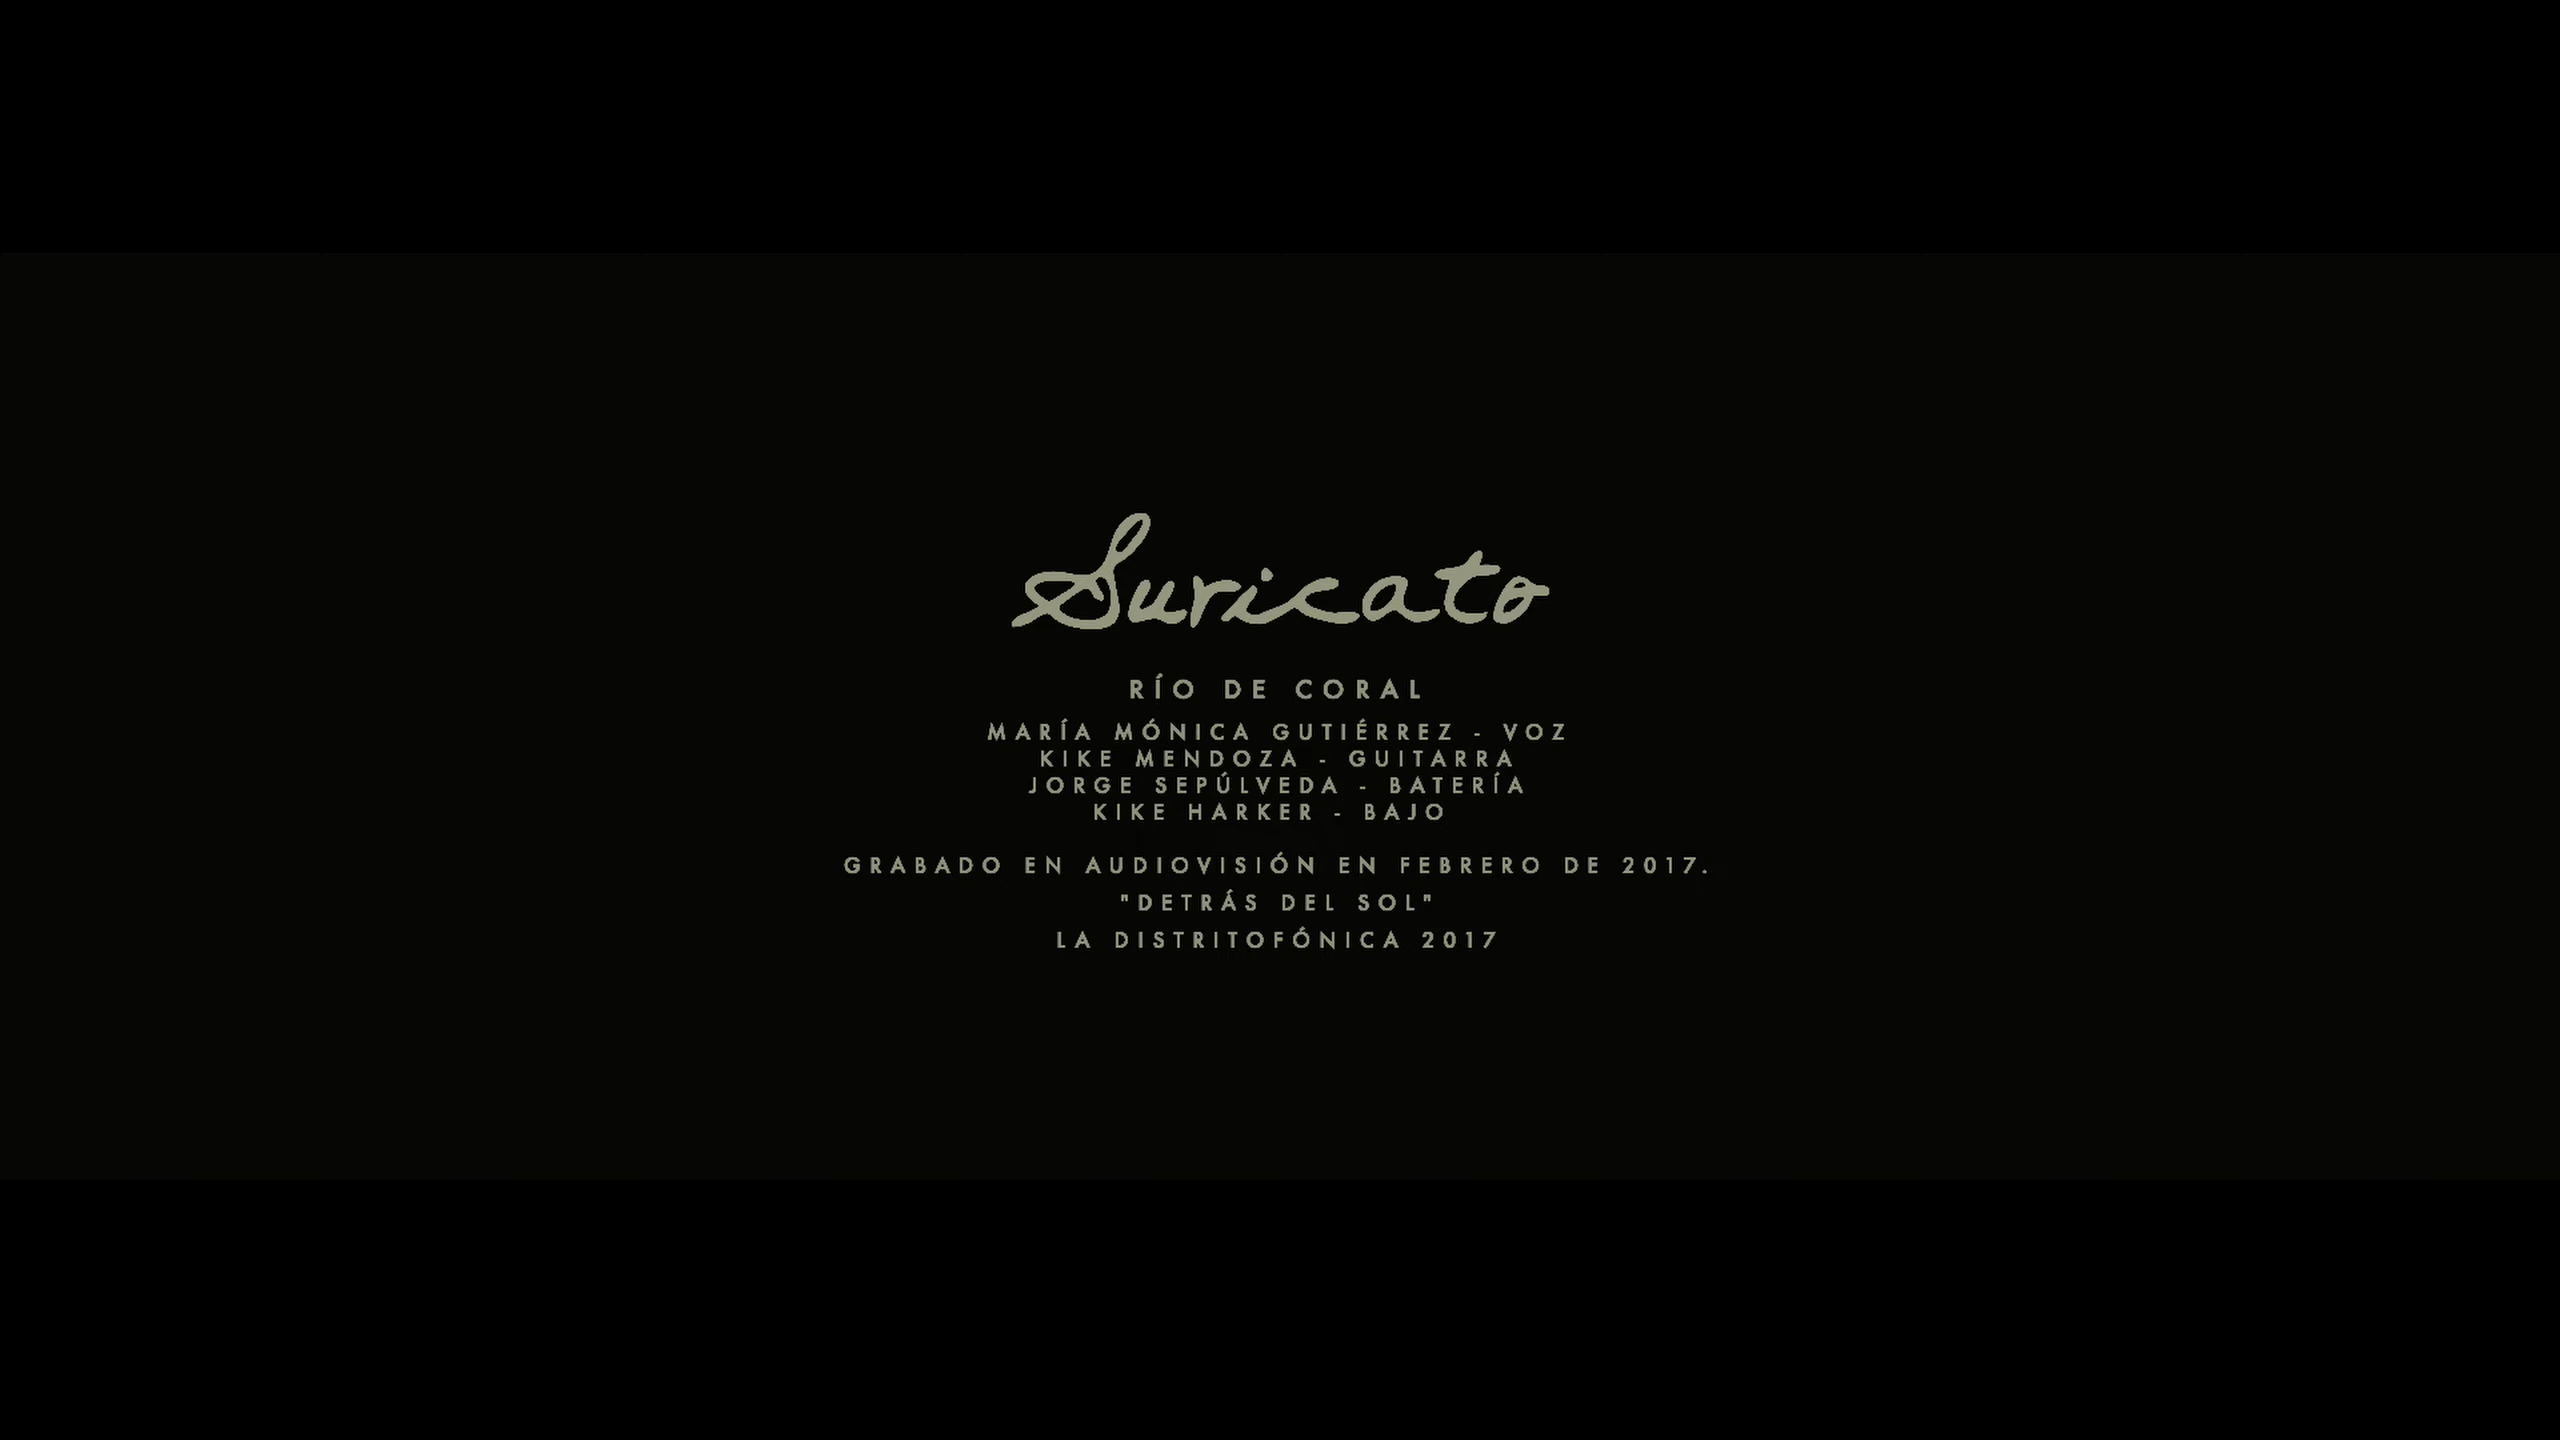 Suricato
RÍO DE CORAL
MARÍA MÓNICA GUTIÉRREZ - VOZ
KIKE MENDOZA - GUITARRA
JORGE SEPÚLVEDA - BATERÍA
KIKE HARKER - BAJO
GRABADO EN AUDIOVISIÓN EN FEBRERO DE 2017.
"DETRÁS DEL SOL"
LA DISTRITOFÓNICA 2017